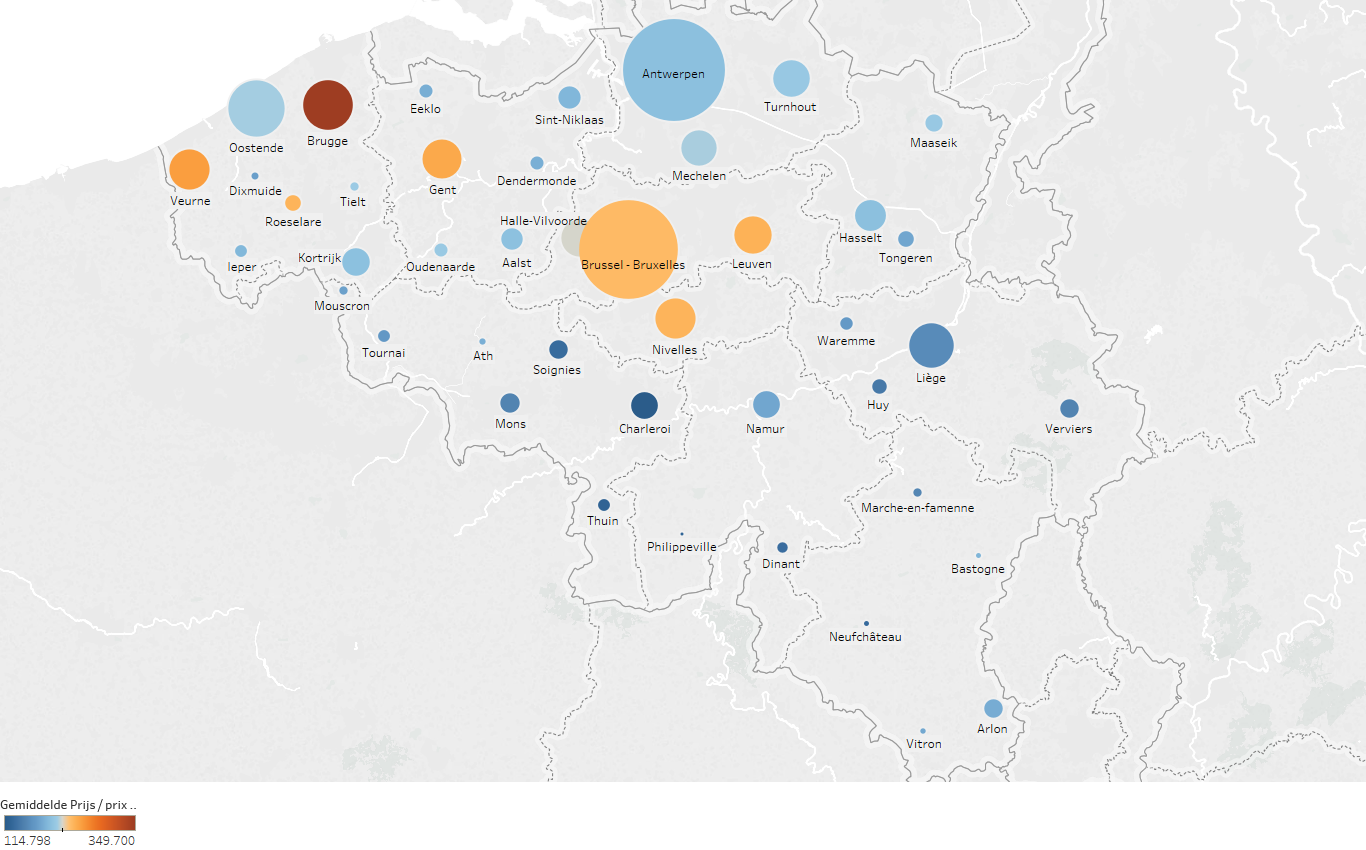 Antwerpen
Turnhout
Eeklo
Sint-Niklaas
Oostende
Brugge
Maaseik
Mechelen
Gent
Dendermonde
Veurne
Dixmuide
Tielt
Roeselare
Halle-Vilvoorde
Hasselt
Tongeren
Ieper
Kortrijk
Oudenaarde
Aalst
Brussel - Bruxelles
Leuven
Mouscron
Tournai
Ath
Soignies
Nivelles
Waremme
Liège
Mons
Charleroi
Namur
Huy
Verviers
Thuin
Philippeville
Dinant
Marche-en-famenne
Bastogne
Neufchâteau
Arlon
Vitron
Gemiddelde Prijs / prix ..
114.798 349.700